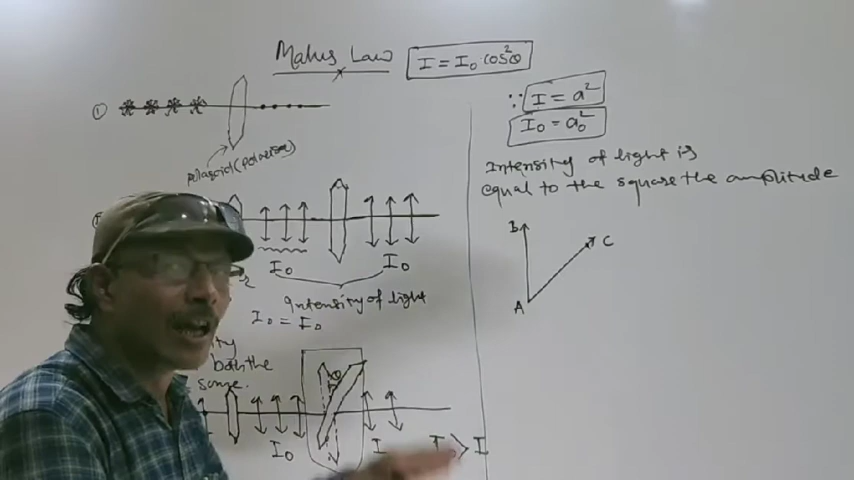 Malus Law
I = I₀ cos²θ
①
polaroid (polarizer)
I₀
I₀
intensity of light
I₀ = I₀
both the
same.
θ
I₀
I
I₀ > I
∵ I = a²
I₀ = a₀²
Intensity of light is
equal to the square the amplitude
B
C
A